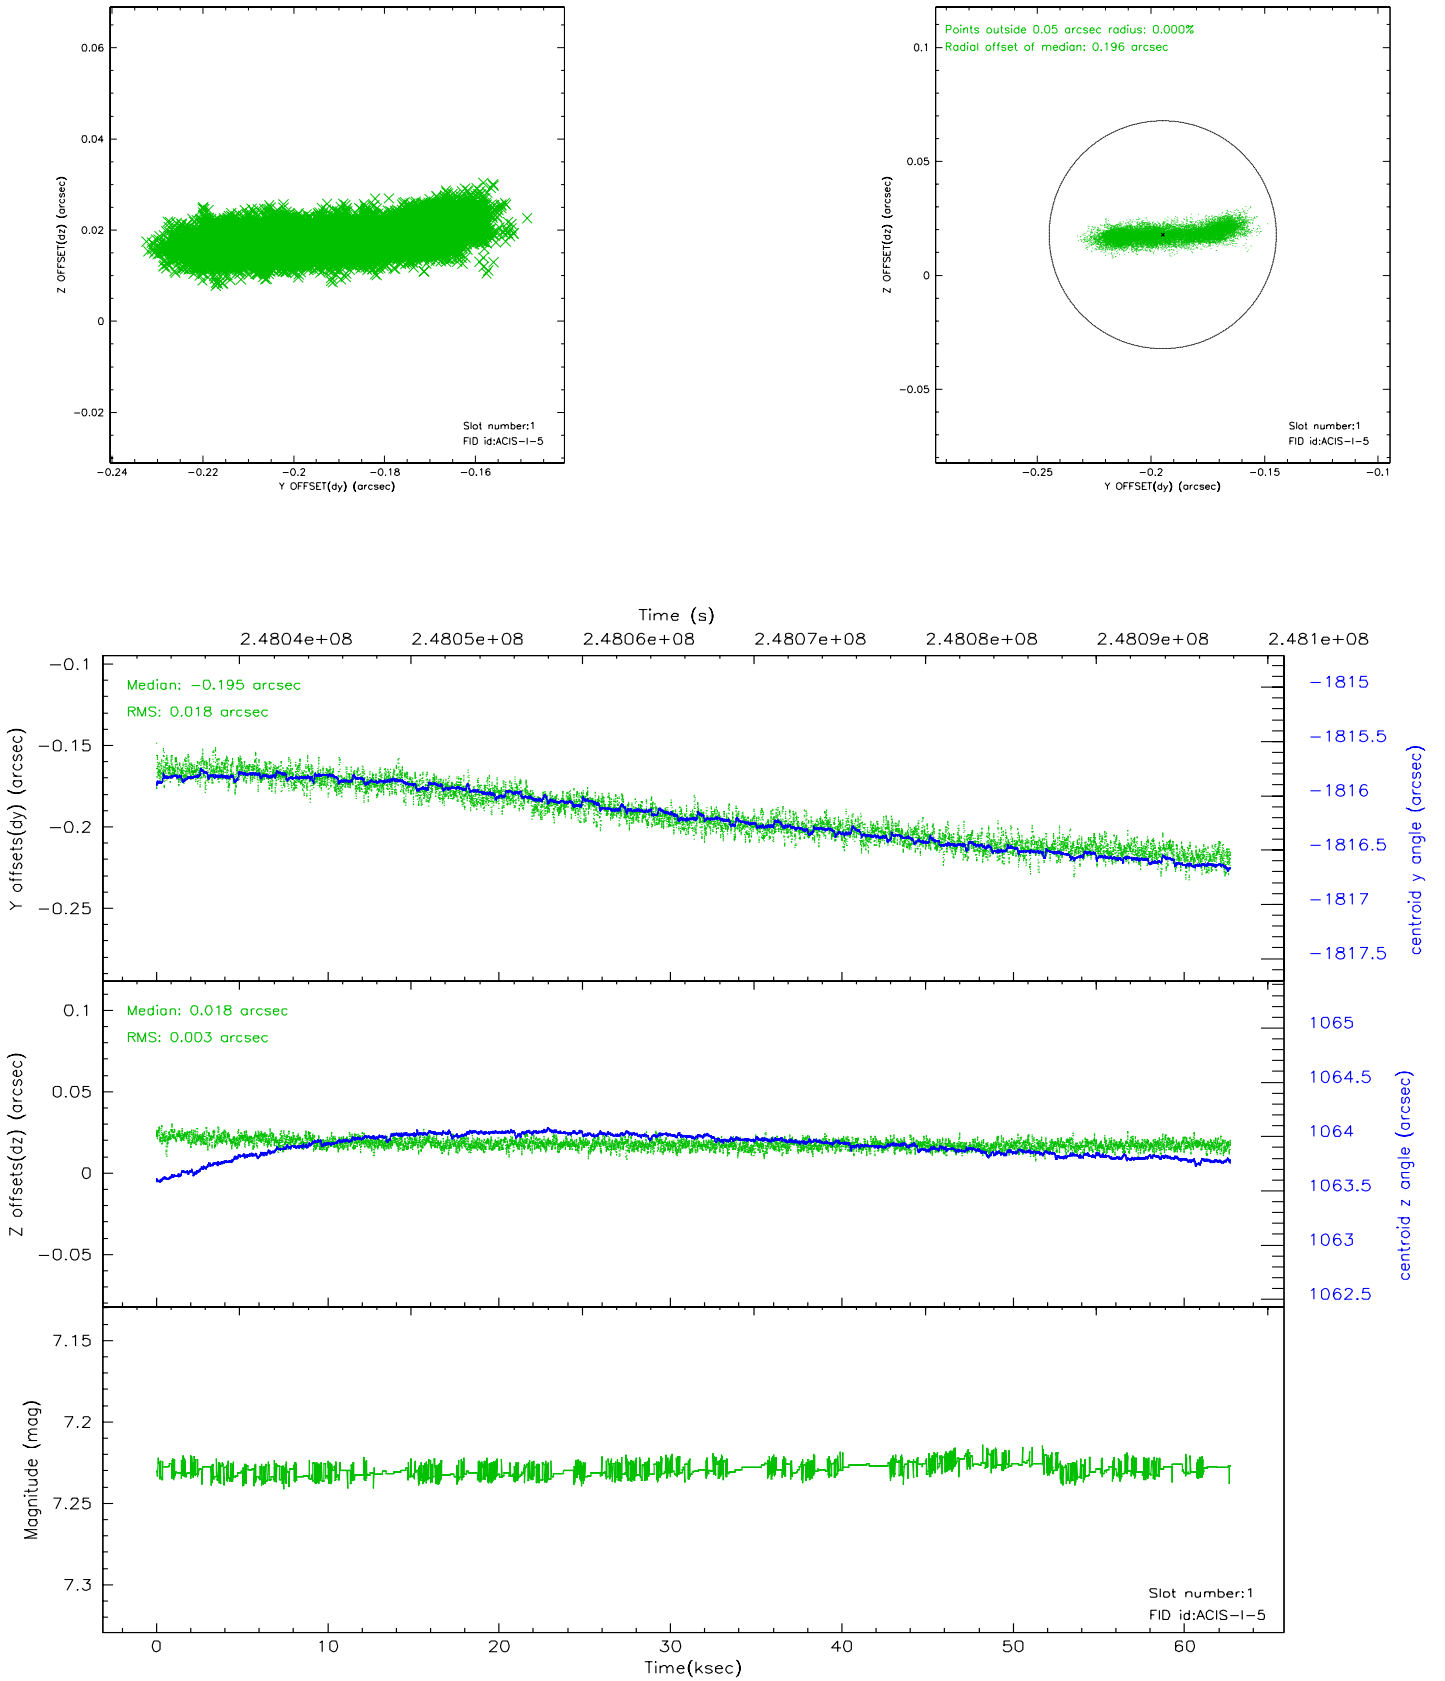 0.06
0.04
0.02
0
-0.02
Z OFFSET(dz) (arcsec)
Slot number:1
FID id:ACIS-I-5
-0.24 -0.22 -0.2 -0.18 -0.16
Y OFFSET(dy) (arcsec)
Points outside 0.05 arcsec radius: 0.000%
Radial offset of median: 0.196 arcsec
0.1
0.05
0
-0.05
Z OFFSET(dz) (arcsec)
Slot number:1
FID id:ACIS-I-5
-0.25 -0.2 -0.15 -0.1
Y OFFSET(dy) (arcsec)
Time (s)
2.4804e+08 2.4805e+08 2.4806e+08 2.4807e+08 2.4808e+08 2.4809e+08 2.481e+08
Median: -0.195 arcsec
RMS: 0.018 arcsec
-0.1
-0.15
-0.2
-0.25
Y offsets(dy) (arcsec)
-1815
-1815.5
-1816
-1816.5
-1817
-1817.5
centroid y angle (arcsec)
Median: 0.018 arcsec
RMS: 0.003 arcsec
0.1
0.05
0
-0.05
Z offsets(dz) (arcsec)
1065
1064.5
1064
1063.5
1063
1062.5
centroid z angle (arcsec)
7.15
7.2
7.25
7.3
Magnitude (mag)
Slot number:1
FID id:ACIS-I-5
0 10 20 30 40 50 60
Time(ksec)